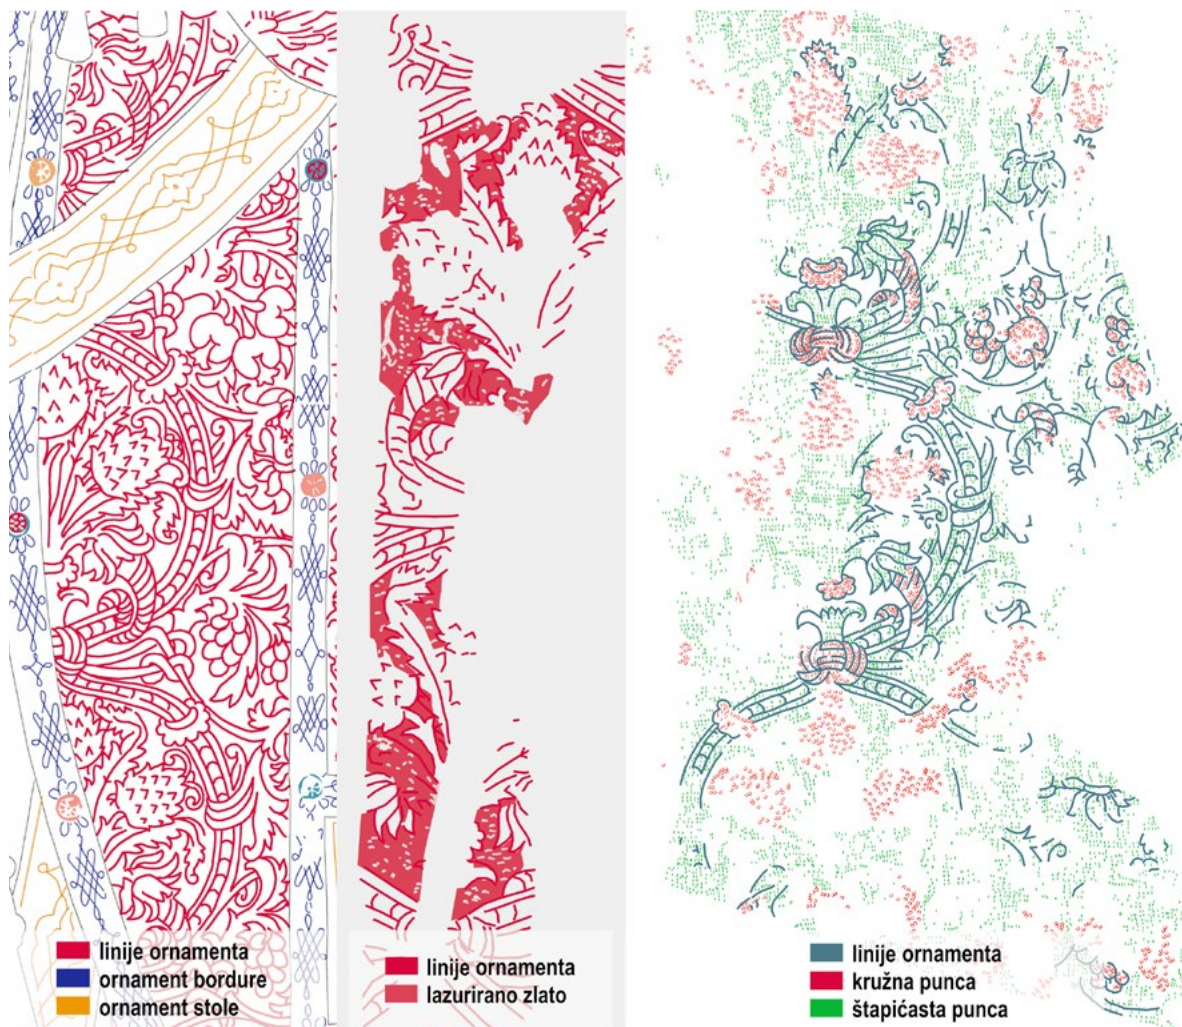 linije ornamenta
ornament bordure
ornament stole
linije ornamenta
lazurirano zlato
linije ornamenta
kružna punca
štapićasta punca